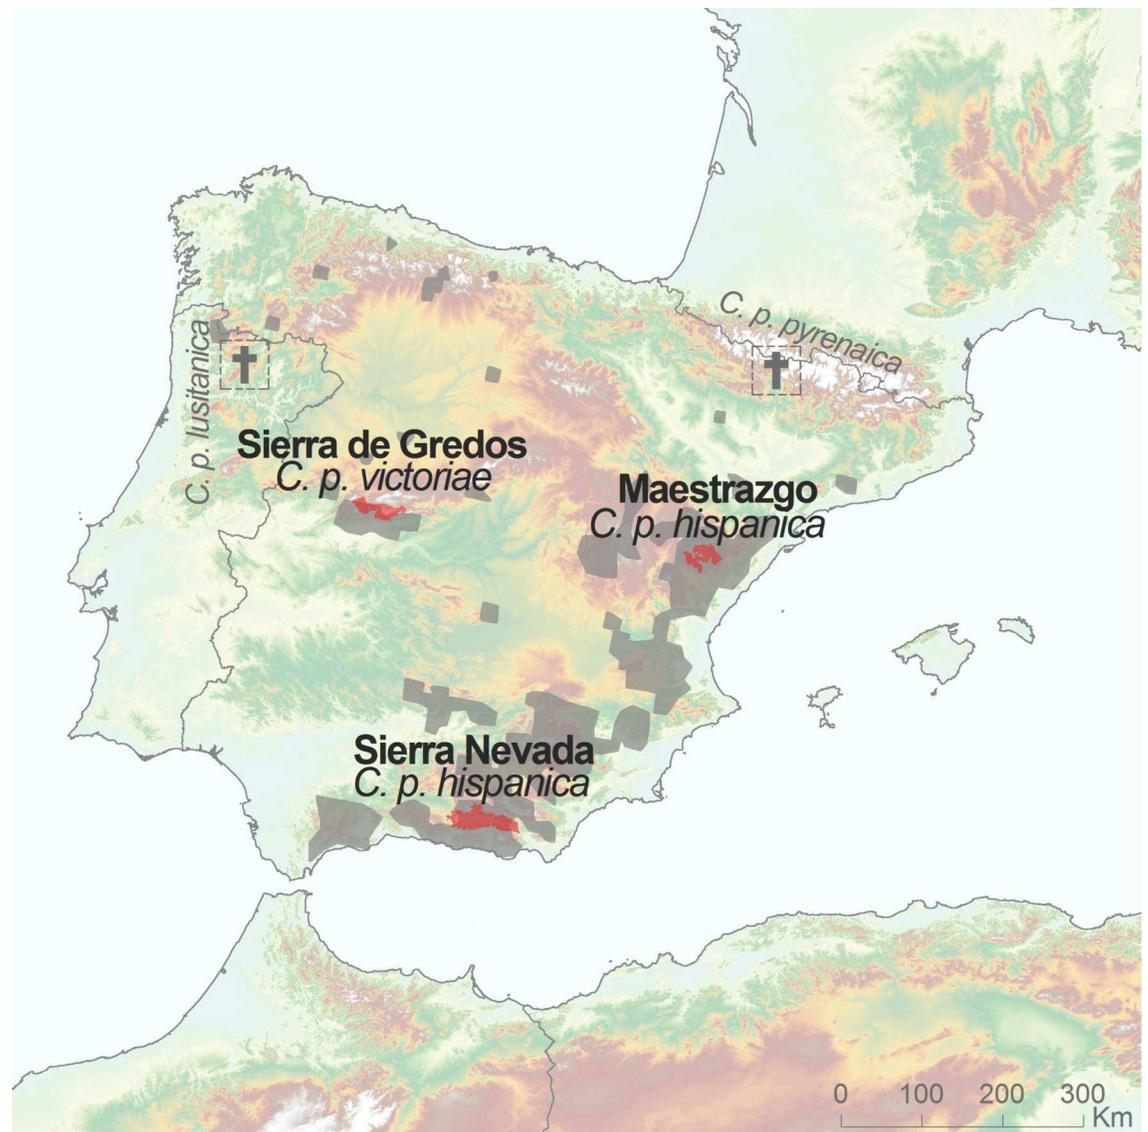 C. p. pyrenaica
C. p. lusitanica
Sierra de Gredos
C. p. victoriae
Maestrazgo
C. p. hispanica
Sierra Nevada
C. p. hispanica
0 100 200 300
Km